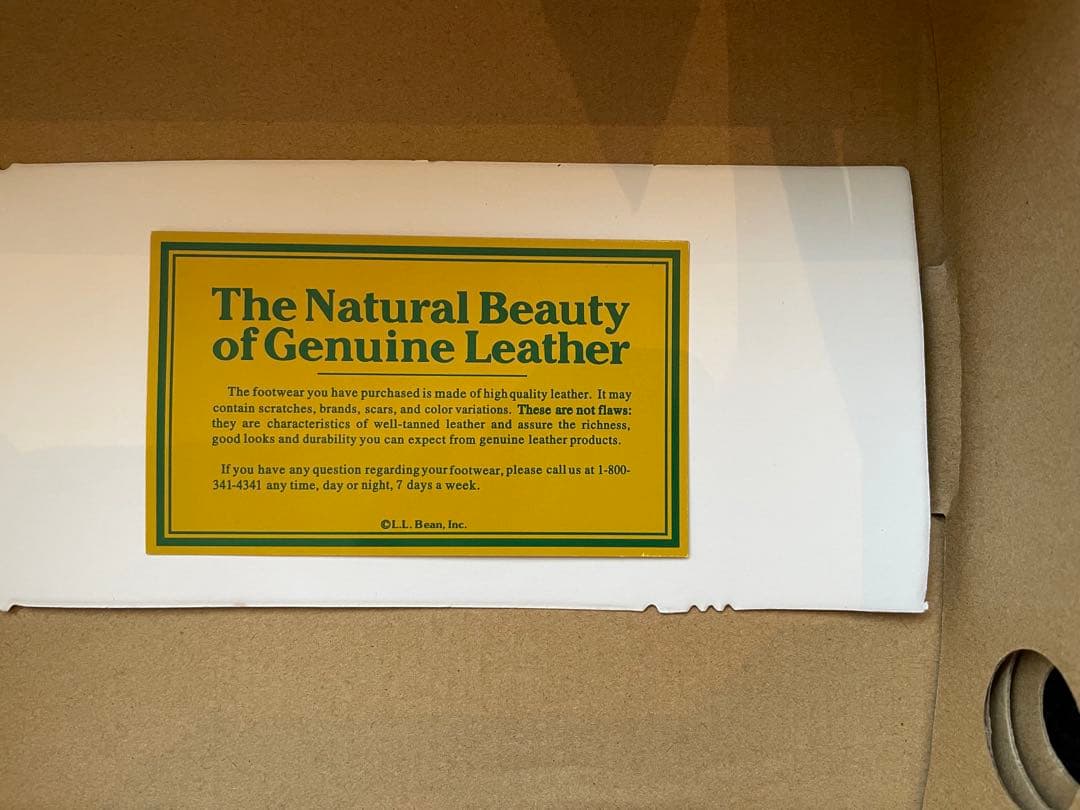 The Natural Beauty
of Genuine Leather
The footwear you have purchased is made of high quality leather. It may
contain scratches, brands, scars, and color variations. These are not flaws:
they are characteristics of well-tanned leather and assure the richness,
good looks and durability you can expect from genuine leather products.
If you have any question regarding your footwear, please call us at 1-800-
341-4341 any time, day or night, 7 days a week.
©L.L. Bean, Inc.